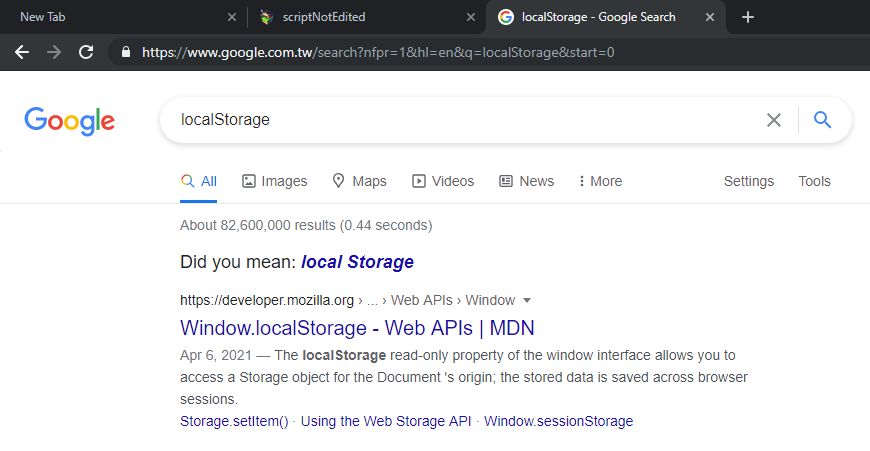 New Tab scriptNotEdited localStorage - Google Search
https://www.google.com.tw/search?nfpr=1&hl=en&q=localStorage&start=0
Google localStorage
All Images Maps Videos News More Settings Tools
About 82,600,000 results (0.44 seconds)
Did you mean: local Storage
https://developer.mozilla.org › ... › Web APIs › Window
Window.localStorage - Web APIs | MDN
Apr 6, 2021 — The localStorage read-only property of the window interface allows you to
access a Storage object for the Document 's origin; the stored data is saved across browser
sessions.
Storage.setItem() · Using the Web Storage API · Window.sessionStorage